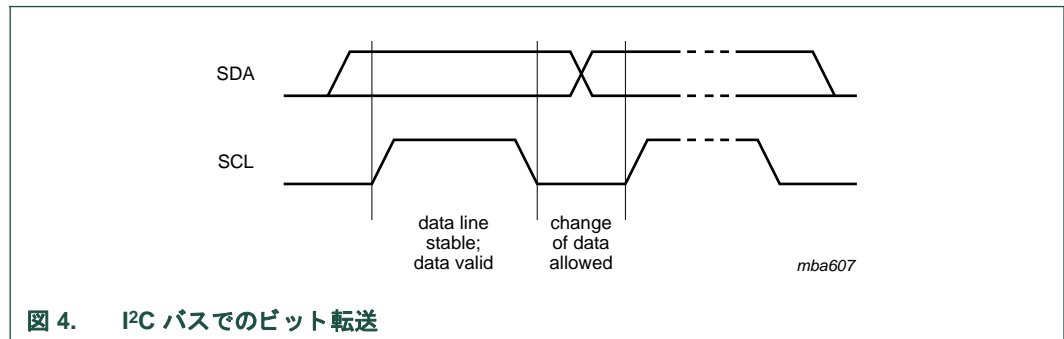 SDA
SCL
data line
stable;
data valid
change
of data
allowed
mba607
図 4. I²C バスでのビット転送